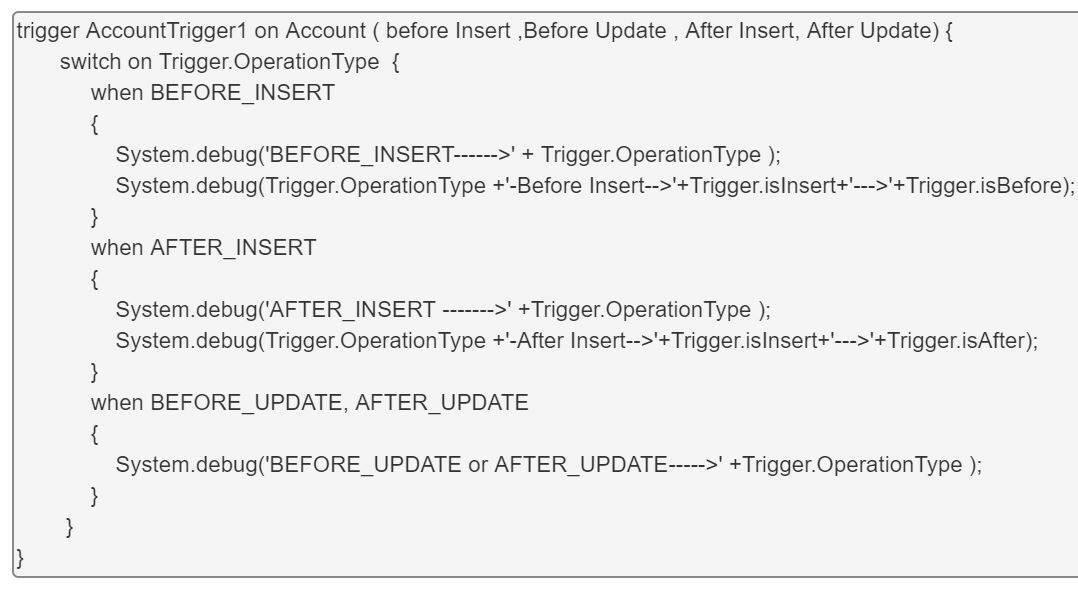 trigger AccountTrigger1 on Account ( before Insert ,Before Update , After Insert, After Update) {
switch on Trigger.OperationType  {
when BEFORE_INSERT
{
System.debug('BEFORE_INSERT------>' + Trigger.OperationType );
System.debug(Trigger.OperationType +'-Before Insert-->'+Trigger.isInsert+'--->'+Trigger.isBefore);
}
when AFTER_INSERT
{
System.debug('AFTER_INSERT ------->' +Trigger.OperationType );
System.debug(Trigger.OperationType +'-After Insert-->'+Trigger.isInsert+'--->'+Trigger.isAfter);
}
when BEFORE_UPDATE, AFTER_UPDATE
{
System.debug('BEFORE_UPDATE or AFTER_UPDATE----->' +Trigger.OperationType );
}
}
}